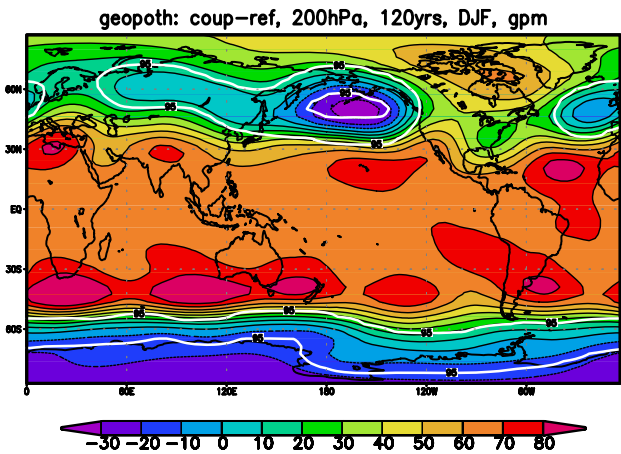 geopoth: coup-ref, 200hPa, 120yrs, DJF, gpm
95 95
60N 95 95
95
30N
EQ
30S
95 95
60S 95 95 95
95
0 60E 120E 180 120W 60W
-30 -20 -10 0 10 20 30 40 50 60 70 80